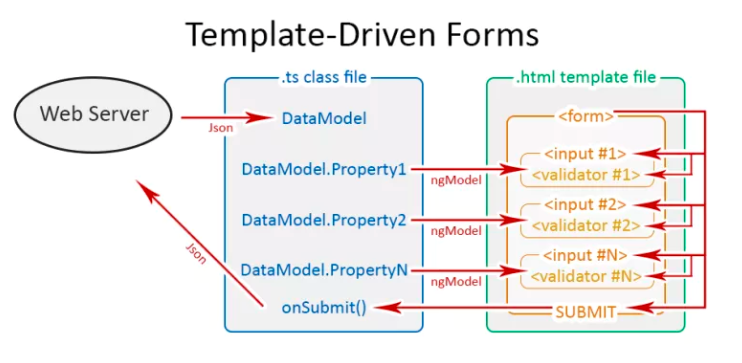 Template-Driven Forms
.ts class file
.html template file
Web Server
Json
DataModel
<form>
DataModel.Property1
ngModel
<input #1>
<validator #1>
DataModel.Property2
ngModel
<input #2>
<validator #2>
DataModel.PropertyN
ngModel
<input #N>
<validator #N>
Json
onSubmit()
SUBMIT